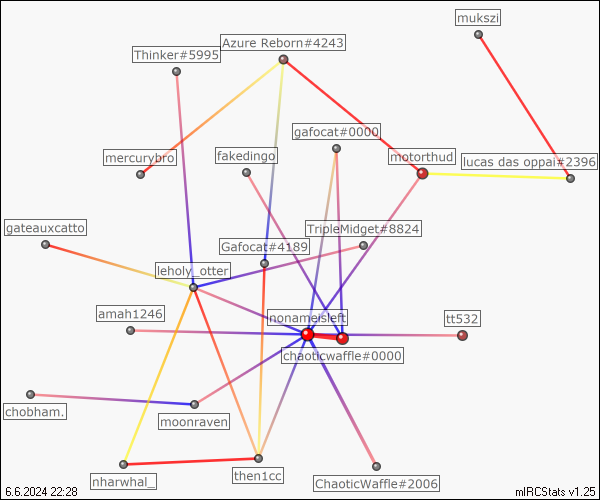 mukszi
Azure Reborn#4243
Thinker#5995
gafocat#0000
mercurybro
fakedingo
motorthud
lucas das oppai#2396
gateauxcatto
TripleMidget#8824
Gafocat#4189
leholy_otter
amah1246
nonameisleft
tt532
chaoticwaffle#0000
chobham.
moonraven
nharwhal_
then1cc
ChaoticWaffle#2006
6.6.2024 22:28
mIRCStats v1.25